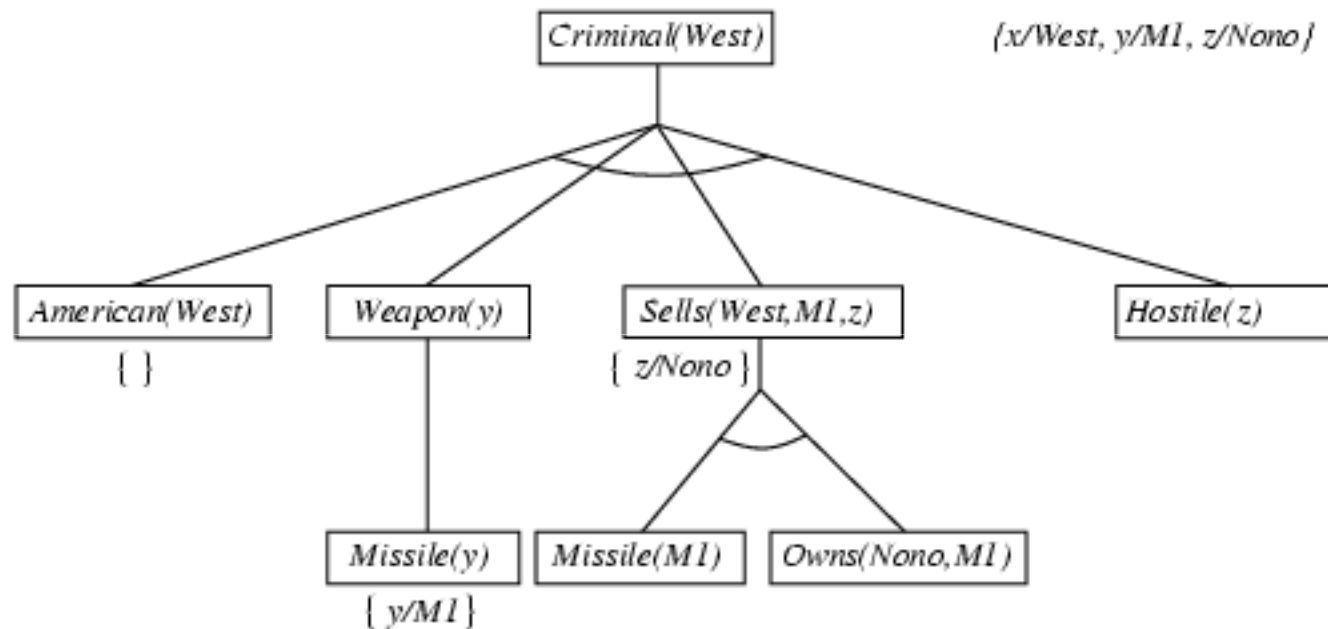 Criminal(West)
{x/West, y/M1, z/Nono}
American(West)
Weapon(y)
Sells(West,M1,z)
Hostile(z)
{ }
{ z/Nono }
Missile(y)
Missile(M1)
Owns(Nono,M1)
{ y/M1 }